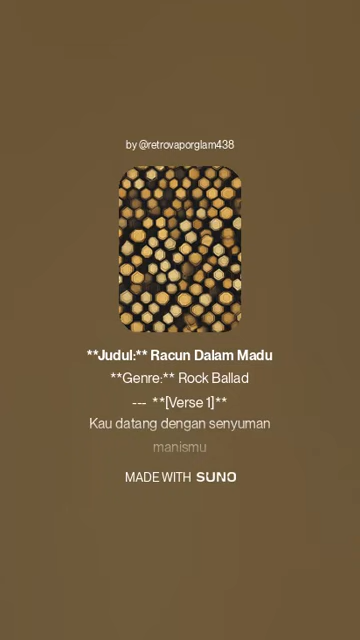 by @retrovaporglam438
**Judul:** Racun Dalam Madu
**Genre:** Rock Ballad
--- **[Verse 1]**
Kau datang dengan senyuman
manismu
MADE WITH SUNO